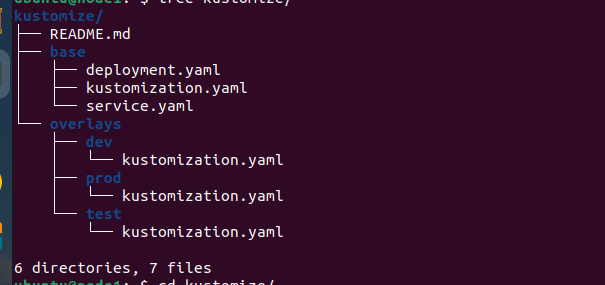 ubuntu@node1: $ tree kustomize/
kustomize/
├── README.md
├── base
│   ├── deployment.yaml
│   ├── kustomization.yaml
│   └── service.yaml
└── overlays
    ├── dev
    │   └── kustomization.yaml
    ├── prod
    │   └── kustomization.yaml
    └── test
        └── kustomization.yaml
6 directories, 7 files
ubuntu@node1: $ cd kustomize/